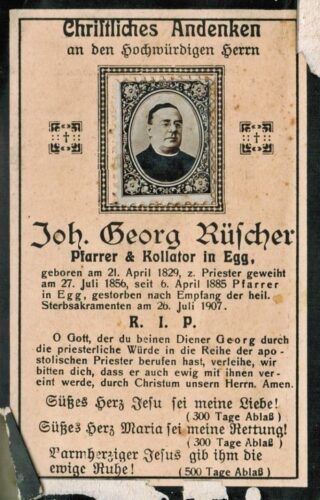 Christliches Andenken
an den Hochwürdigen Herrn
Joh. Georg Rüscher
Pfarrer & Kollator in Egg,
geboren am 21. April 1829, z. Priester geweiht
am 27. Juli 1856, seit 6. April 1885 Pfarrer
in Egg, gestorben nach Empfang der heil.
Sterbsakramenten am 26. Juli 1907.
R. I. P.
O Gott, der du beinen Diener Georg durch
die priesterliche Würde in die Reihe der apo-
stolischen Priester berufen hast, verleihe, wir
bitten dich, dass er auch ewig mit ihnen ver-
eint werde, durch Christum unsern Herrn. Amen.
Süßes Herz Jesu sei meine Liebe!
(300 Tage Ablaß)
Süßes Herz Maria sei meine Rettung!
(300 Tage Ablaß)
Barmherziger Jesus gib ihm die
ewige Ruhe! (500 Tage Ablaß)